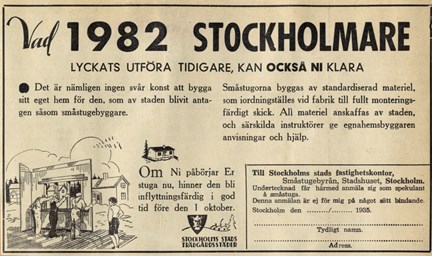 Vad 1982 STOCKHOLMARE
LYCKATS UTFÖRA TIDIGARE, KAN OCKSÅ NI KLARA
Det är nämligen ingen svår konst att bygga
sitt eget hem för den, som av staden blivit anta-
gen såsom småstugebyggare.
Småstugorna byggas av standardiserad materiel,
som iordningställes vid fabrik till fullt monterings-
färdigt skick. All materiel anskaffas av staden,
och särskilda instruktörer ge egnahemsbyggaren
anvisningar och hjälp.
Om Ni påbörjar Er
stuga nu, hinner den bli
inflyttningsfärdig i god
tid före den 1 oktober.
STOCKHOLMS STADS
TRÄDGÅRDSSTÄDER
Till Stockholms stads fastighetskontor,
Småstugebyrån, Stadshuset, Stockholm.
Undertecknad får härmed anmäla sig som spekulant
å småstuga.
Denna anmälan är ej för mig på något sätt bindande.
Stockholm den ........./......... 1935.
Tydligt namn.
Adress.